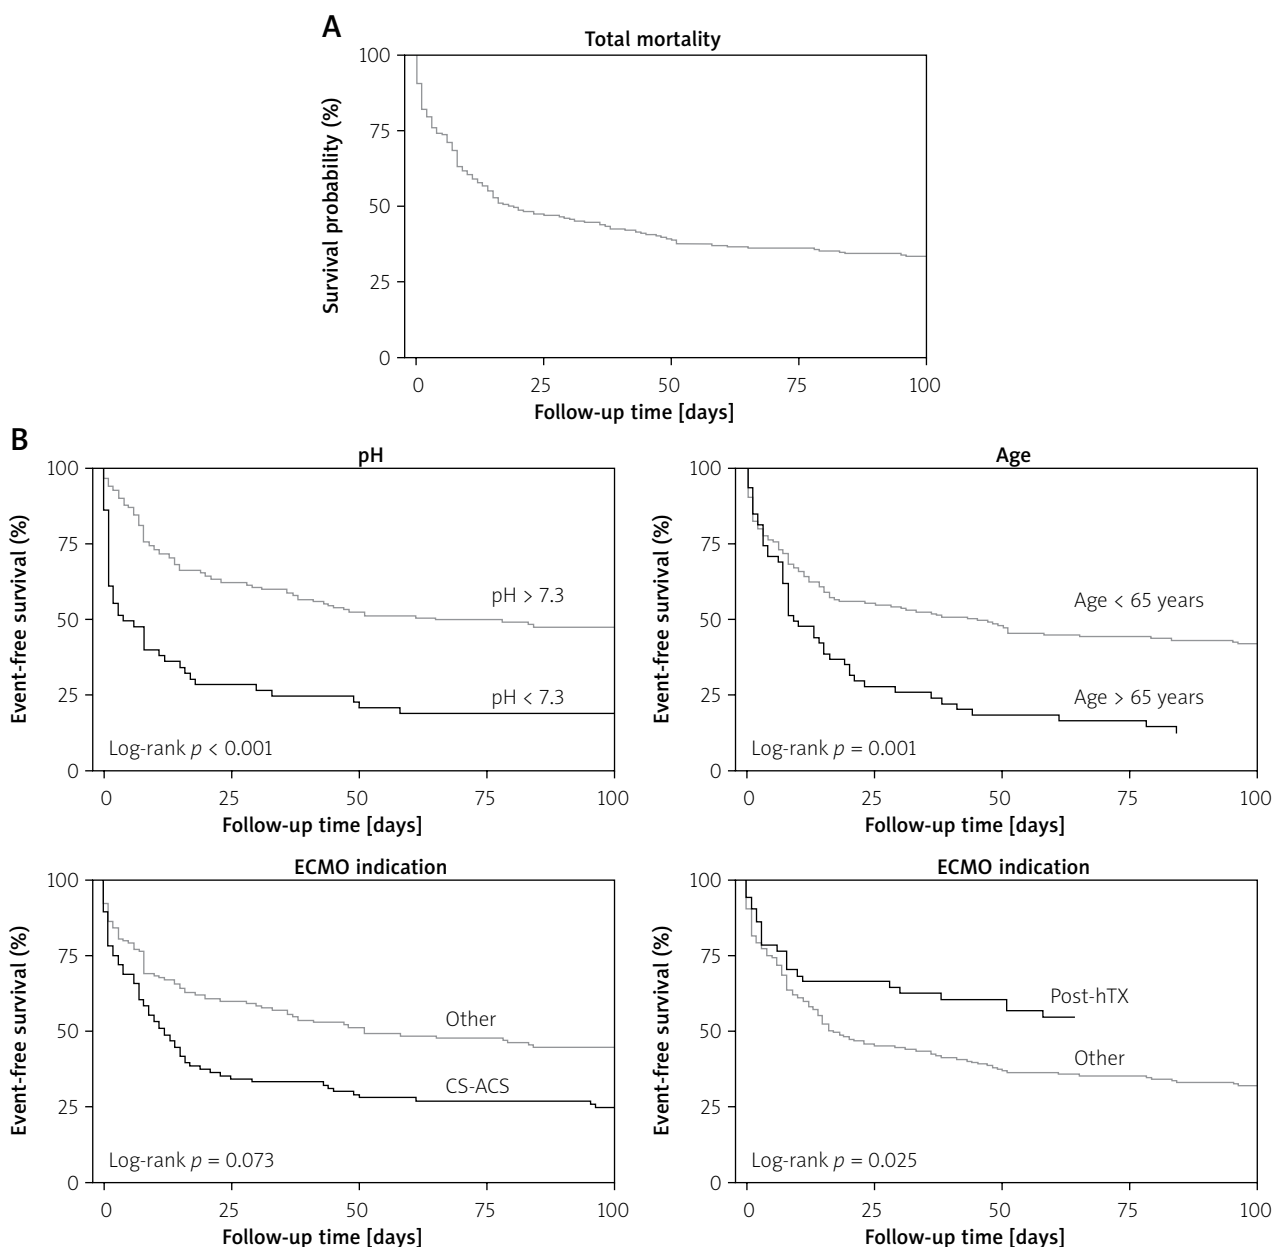 A
Total mortality
Survival probability (%)
100
75
50
25
0
0 25 50 75 100
Follow-up time [days]
B
pH
Event-free survival (%)
100
75
50
25
0
pH > 7.3
pH < 7.3
Log-rank p < 0.001
0 25 50 75 100
Follow-up time [days]
Age
Event-free survival (%)
100
75
50
25
0
Age < 65 years
Age > 65 years
Log-rank p = 0.001
0 25 50 75 100
Follow-up time [days]
ECMO indication
Event-free survival (%)
100
75
50
25
0
Other
CS-ACS
Log-rank p = 0.073
0 25 50 75 100
Follow-up time [days]
ECMO indication
Event-free survival (%)
100
75
50
25
0
Post-hTX
Other
Log-rank p = 0.025
0 25 50 75 100
Follow-up time [days]